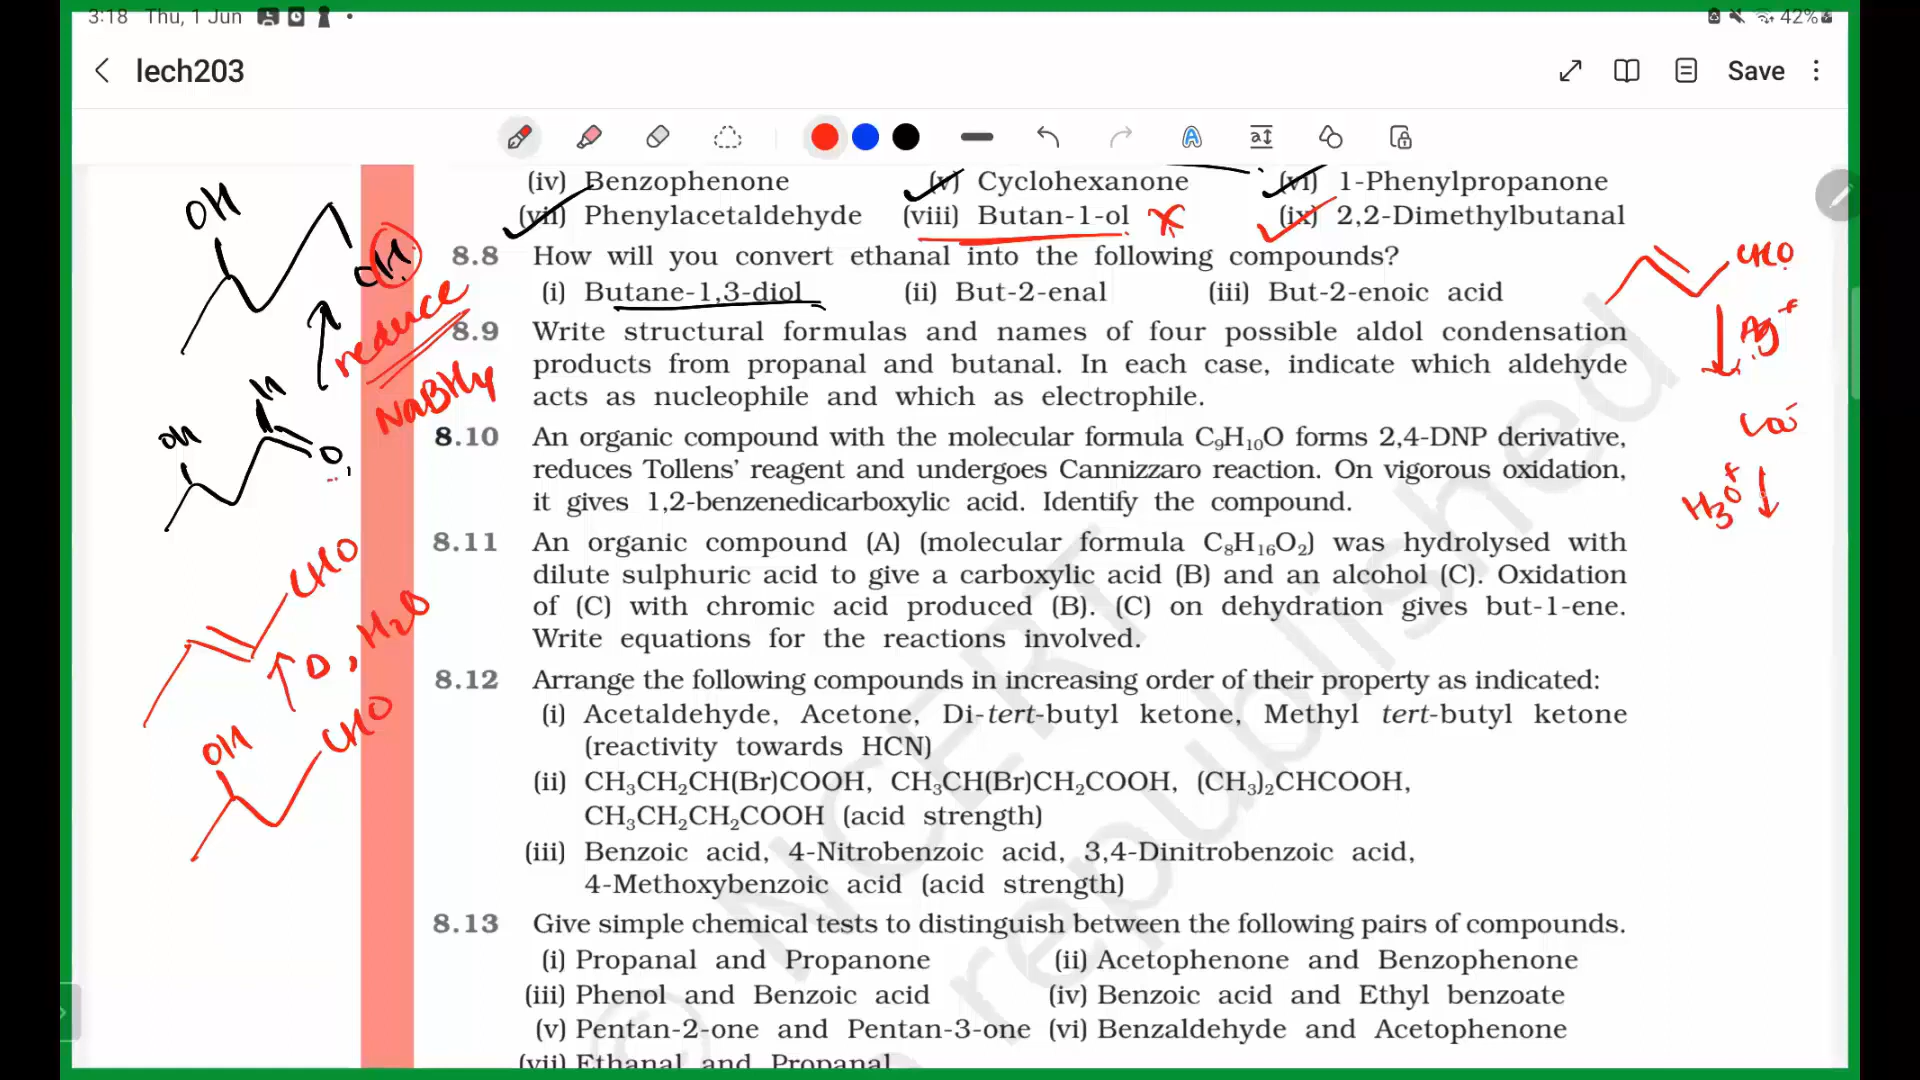 3:18 Thu, 1 Jun
42%
lech203
Save
(iv) Benzophenone (v) Cyclohexanone (vi) 1-Phenylpropanone
(vii) Phenylacetaldehyde (viii) Butan-1-ol (ix) 2,2-Dimethylbutanal
8.8 How will you convert ethanal into the following compounds?
(i) Butane-1,3-diol (ii) But-2-enal (iii) But-2-enoic acid
8.9 Write structural formulas and names of four possible aldol condensation
products from propanal and butanal. In each case, indicate which aldehyde
acts as nucleophile and which as electrophile.
8.10 An organic compound with the molecular formula C₉H₁₀O forms 2,4-DNP derivative,
reduces Tollens' reagent and undergoes Cannizzaro reaction. On vigorous oxidation,
it gives 1,2-benzenedicarboxylic acid. Identify the compound.
8.11 An organic compound (A) (molecular formula C₈H₁₆O₂) was hydrolysed with
dilute sulphuric acid to give a carboxylic acid (B) and an alcohol (C). Oxidation
of (C) with chromic acid produced (B). (C) on dehydration gives but-1-ene.
Write equations for the reactions involved.
8.12 Arrange the following compounds in increasing order of their property as indicated:
(i) Acetaldehyde, Acetone, Di-tert-butyl ketone, Methyl tert-butyl ketone
(reactivity towards HCN)
(ii) CH₃CH₂CH(Br)COOH, CH₃CH(Br)CH₂COOH, (CH₃)₂CHCOOH,
CH₃CH₂CH₂COOH (acid strength)
(iii) Benzoic acid, 4-Nitrobenzoic acid, 3,4-Dinitrobenzoic acid,
4-Methoxybenzoic acid (acid strength)
8.13 Give simple chemical tests to distinguish between the following pairs of compounds.
(i) Propanal and Propanone (ii) Acetophenone and Benzophenone
(iii) Phenol and Benzoic acid (iv) Benzoic acid and Ethyl benzoate
(v) Pentan-2-one and Pentan-3-one (vi) Benzaldehyde and Acetophenone
(vii) Ethanal and Propanal
OH
OH
reduce
NaBH4
H
OH
O
CHO
, H2O
OH
CHO
CHO
Ag+
H3O+
© NCERT
republished